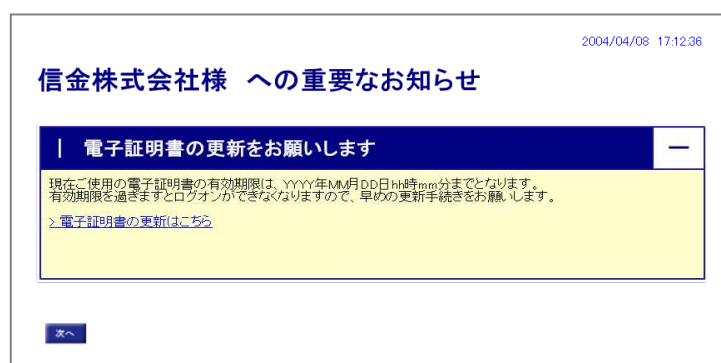 2004/04/08 17:12:36
信金株式会社様 への重要なお知らせ
| 電子証明書の更新をお願いします
現在ご使用の電子証明書の有効期限は、YYYY年MM月DD日hh時mm分までとなります。
有効期限を過ぎますとログオンができなくなりますので、早めの更新手続きをお願いします。
> 電子証明書の更新はこちら
次へ